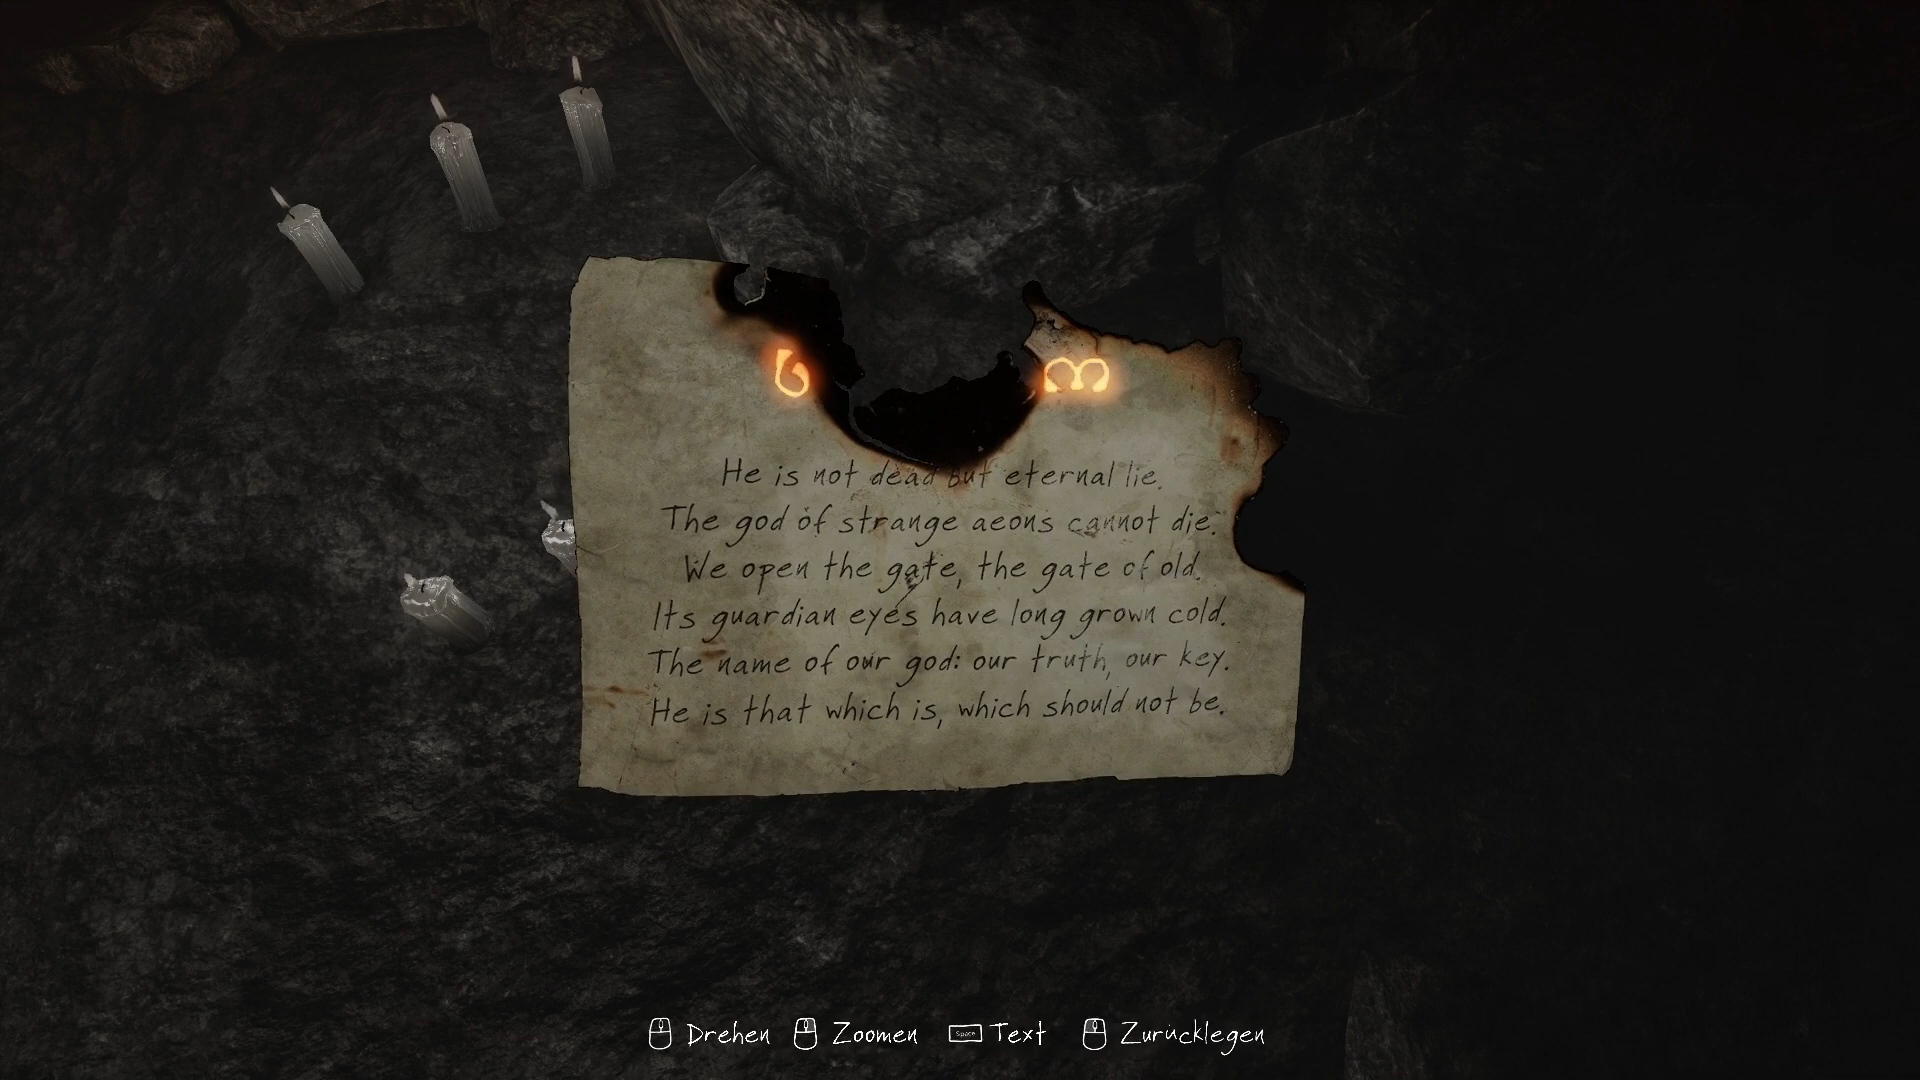 He is not dead but eternal lie.
The god of strange aeons cannot die.
We open the gate, the gate of old.
Its guardian eyes have long grown cold.
The name of our god: our truth, our key.
He is that which is, which should not be.
Drehen Zoomen Space Text Zurücklegen